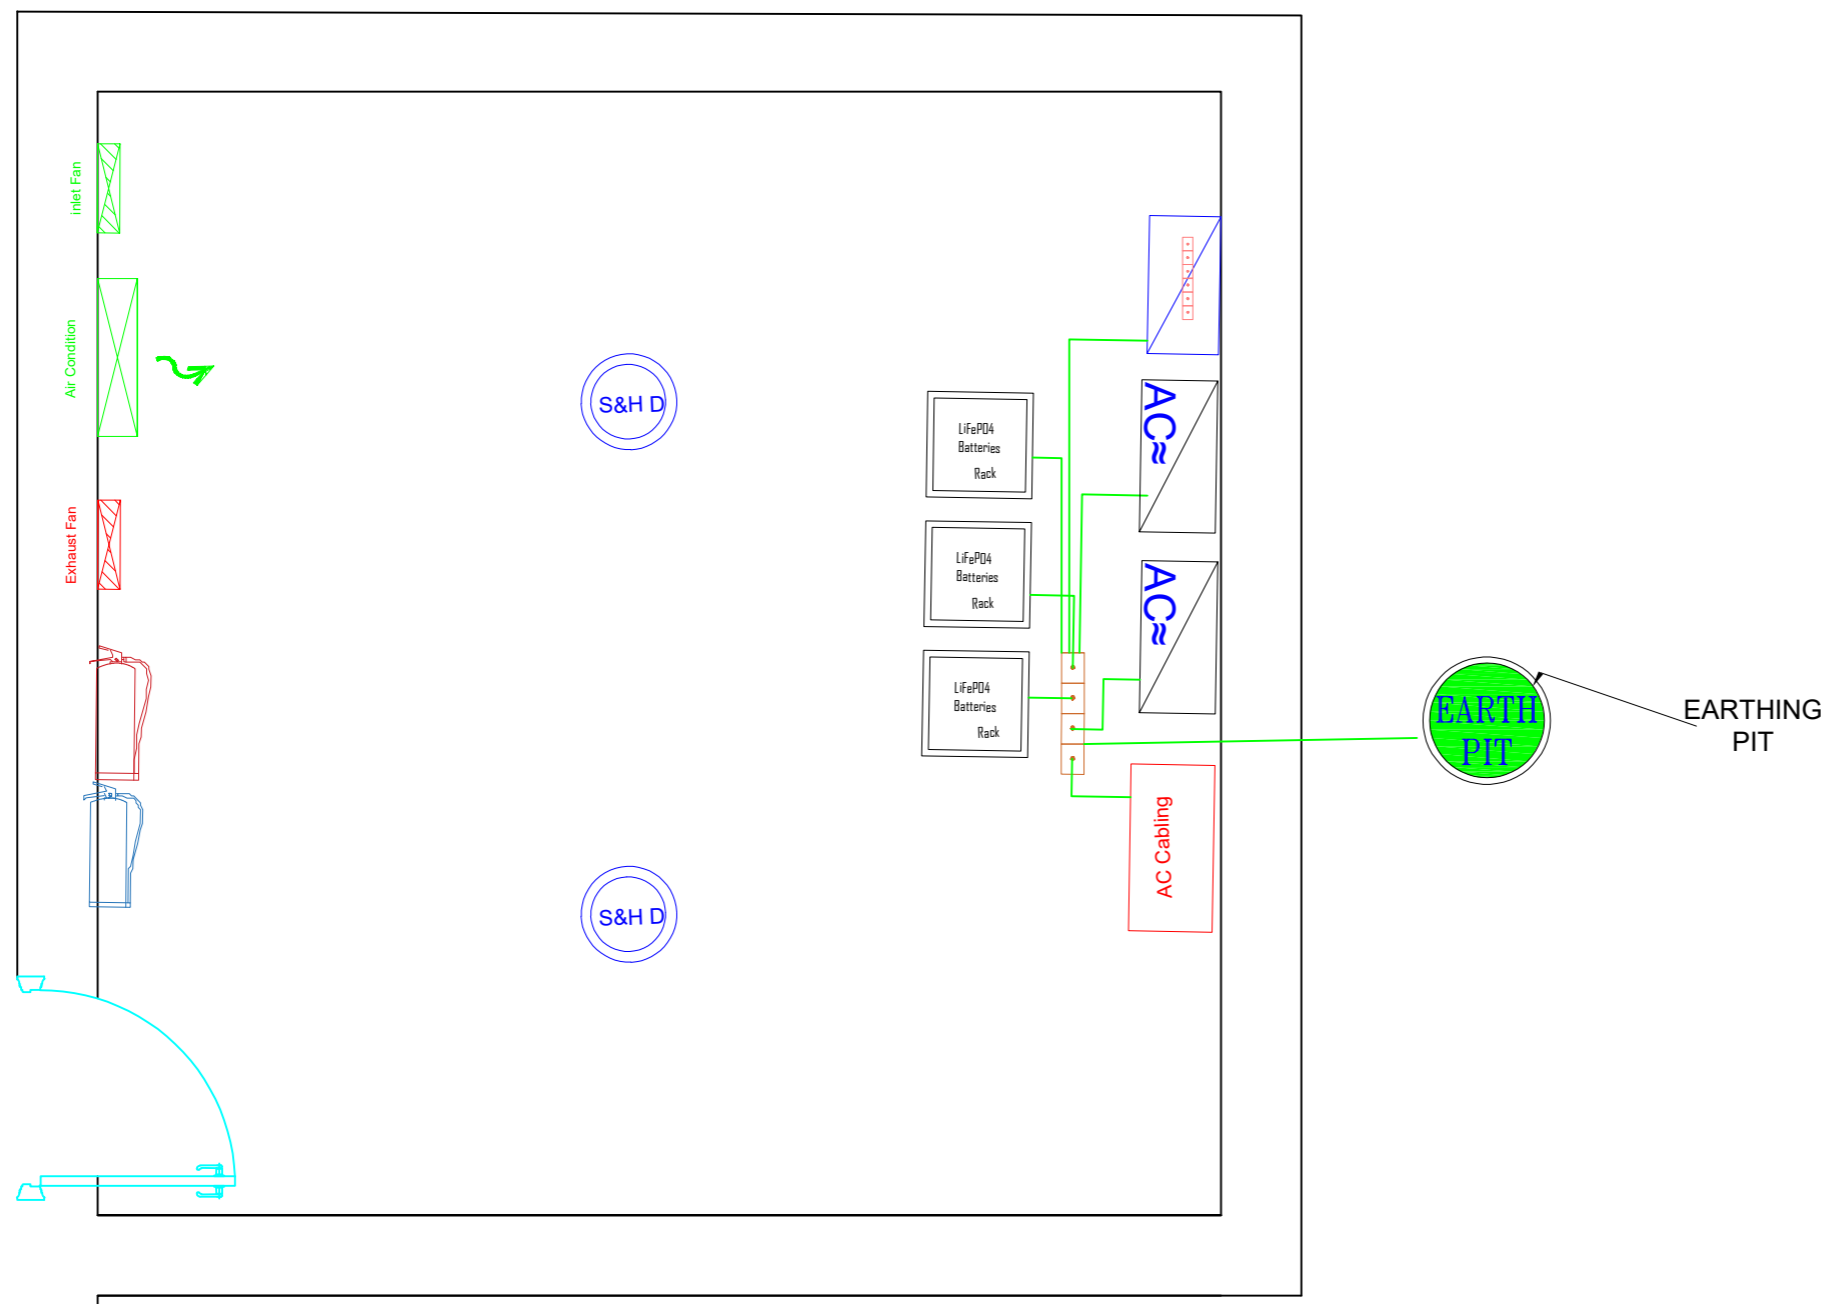 inlet Fan
Air Condition
Exhaust Fan
S&H D
S&H D
LiFePO4
Batteries
Rack
LiFePO4
Batteries
Rack
LiFePO4
Batteries
Rack
AC≈
AC≈
AC Cabling
EARTH
PIT
EARTHING
PIT